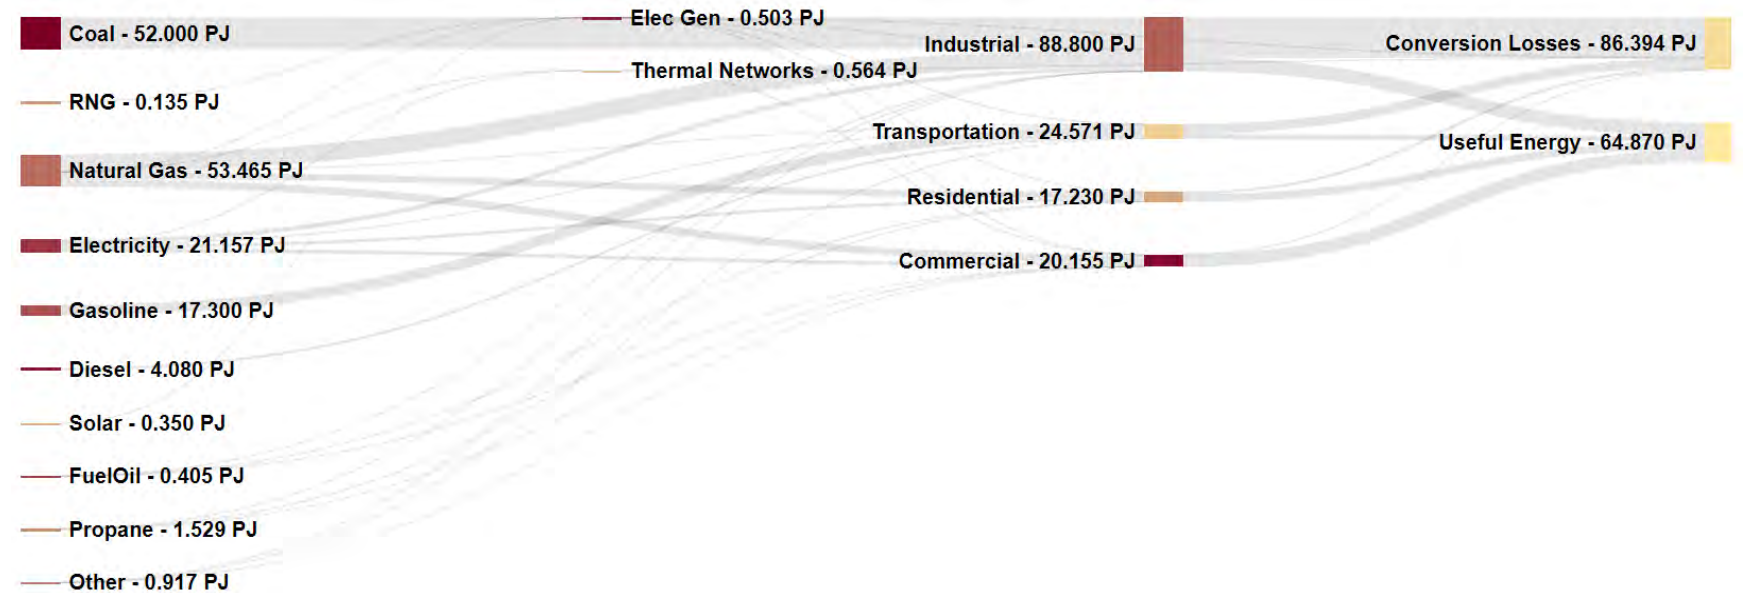 Coal - 52.000 PJ
RNG - 0.135 PJ
Natural Gas - 53.465 PJ
Electricity - 21.157 PJ
Gasoline - 17.300 PJ
Diesel - 4.080 PJ
Solar - 0.350 PJ
FuelOil - 0.405 PJ
Propane - 1.529 PJ
Other - 0.917 PJ
Elec Gen - 0.503 PJ
Thermal Networks - 0.564 PJ
Industrial - 88.800 PJ
Transportation - 24.571 PJ
Residential - 17.230 PJ
Commercial - 20.155 PJ
Conversion Losses - 86.394 PJ
Useful Energy - 64.870 PJ